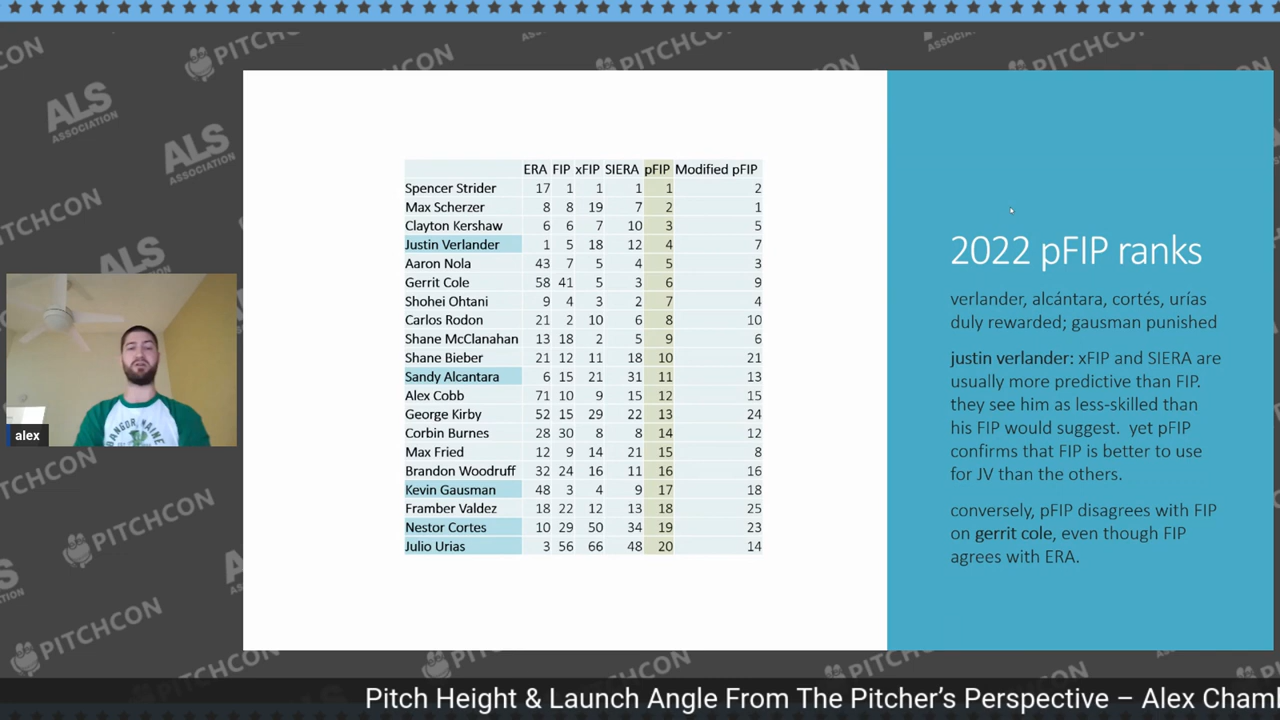 PITCHCON
ALS
ASSOCIATION
ERA FIP xFIP SIERA pFIP Modified pFIP
Spencer Strider 17 1 1 1 1 2
Max Scherzer 8 8 19 7 2 1
Clayton Kershaw 6 6 7 10 3 5
Justin Verlander 1 5 18 12 4 7
Aaron Nola 43 7 5 4 5 3
Gerrit Cole 58 41 5 3 6 9
Shohei Ohtani 9 4 3 2 7 4
Carlos Rodon 21 2 10 6 8 10
Shane McClanahan 13 18 2 5 9 6
Shane Bieber 21 12 11 18 10 21
Sandy Alcantara 6 15 21 31 11 13
Alex Cobb 71 10 9 15 12 15
George Kirby 52 15 29 22 13 24
Corbin Burnes 28 30 8 8 14 12
Max Fried 12 9 14 21 15 8
Brandon Woodruff 32 24 16 11 16 16
Kevin Gausman 48 3 4 9 17 18
Framber Valdez 18 22 12 13 18 25
Nestor Cortes 10 29 50 34 19 23
Julio Urias 3 56 66 48 20 14
2022 pFIP ranks
verlander, alcántara, cortés, urías
duly rewarded; gausman punished
justin verlander: xFIP and SIERA are
usually more predictive than FIP.
they see him as less-skilled than
his FIP would suggest. yet pFIP
confirms that FIP is better to use
for JV than the others.
conversely, pFIP disagrees with FIP
on gerrit cole, even though FIP
agrees with ERA.
BANGOR, MAINE
alex
Pitch Height & Launch Angle From The Pitcher's Perspective – Alex Cham